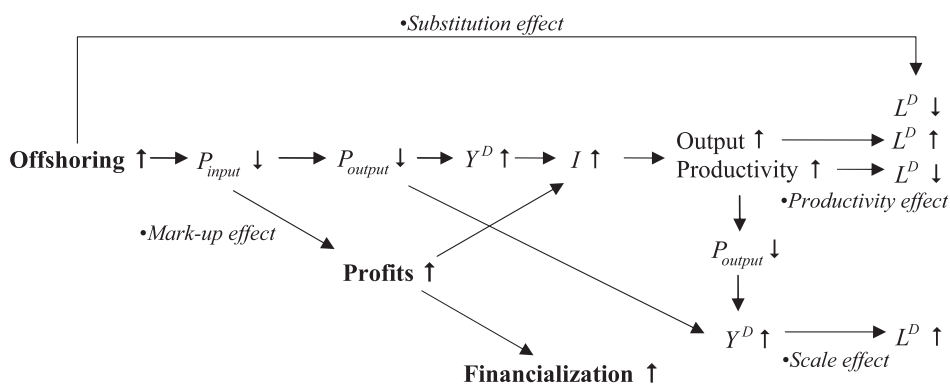 •Substitution effect
L^D ↓
Output ↑ → L^D ↑
Offshoring ↑ → P_input ↓ → P_output ↓ → Y^D ↑ → I ↑ →
Productivity ↑ → L^D ↓
•Productivity effect
•Mark-up effect
P_output ↓
Profits ↑
Y^D ↑ → L^D ↑
•Scale effect
Financialization ↑